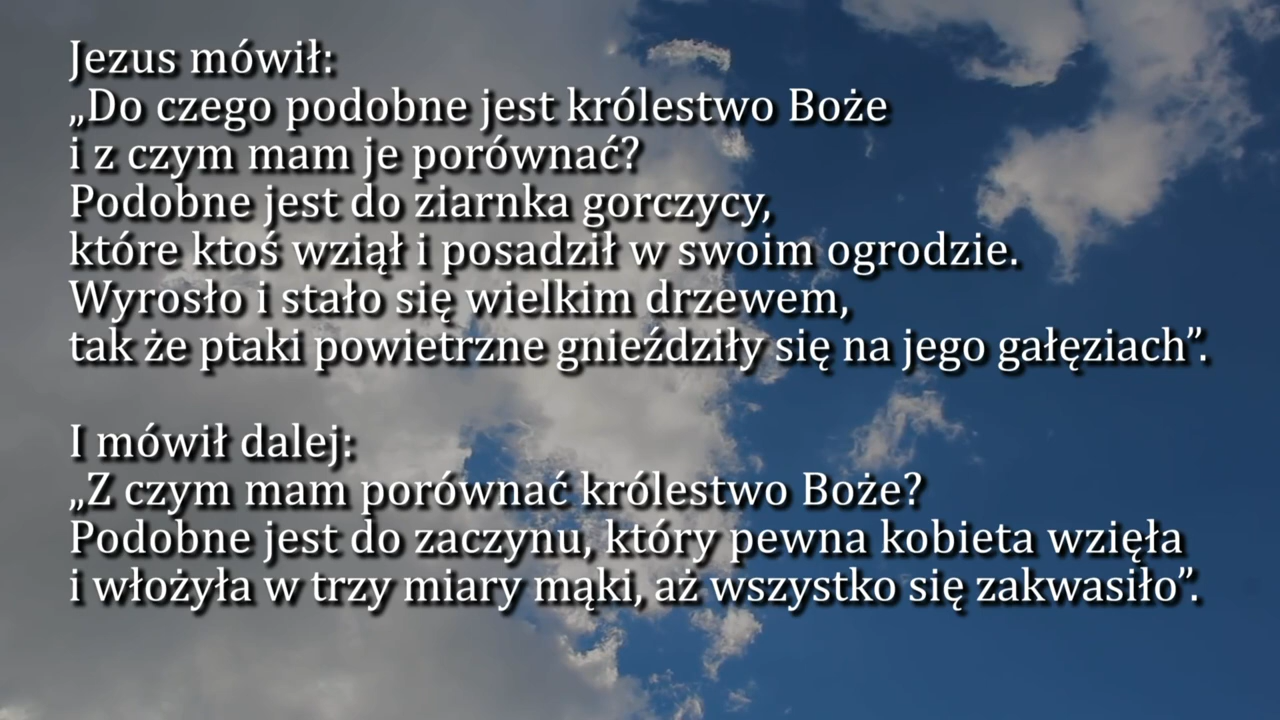 Jezus mówił:
„Do czego podobne jest królestwo Boże
i z czym mam je porównać?
Podobne jest do ziarnka gorczycy,
które ktoś wziął i posadził w swoim ogrodzie.
Wyrosło i stało się wielkim drzewem,
tak że ptaki powietrzne gnieździły się na jego gałęziach”.
I mówił dalej:
„Z czym mam porównać królestwo Boże?
Podobne jest do zaczynu, który pewna kobieta wzięła
i włożyła w trzy miary mąki, aż wszystko się zakwasiło”.